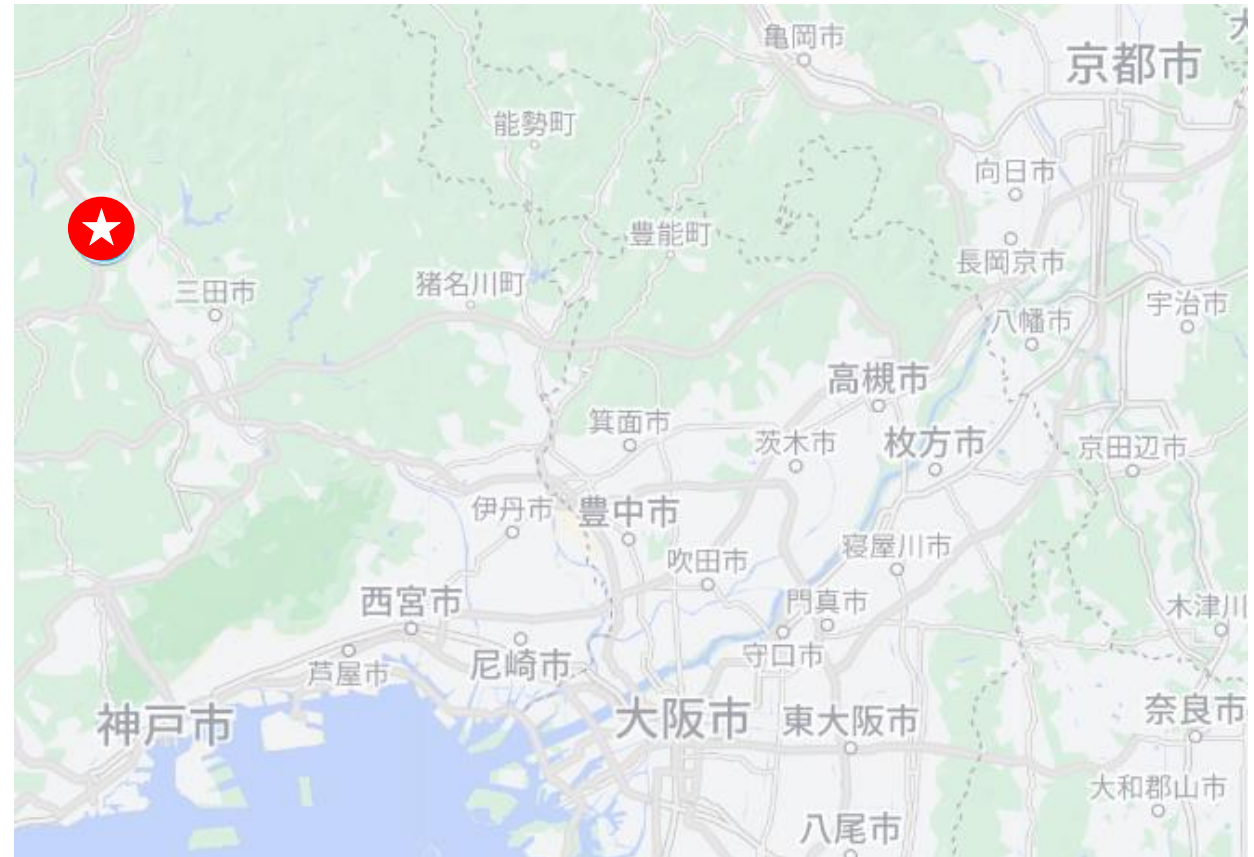 亀岡市
京都市
能勢町
向日市
豊能町
長岡京市
猪名川町
三田市
宇治市
八幡市
高槻市
箕面市
茨木市
枚方市
京田辺市
伊丹市
豊中市
寝屋川市
吹田市
西宮市
門真市
木津川
守口市
芦屋市
尼崎市
神戸市
大阪市
東大阪市
奈良市
大和郡山市
八尾市